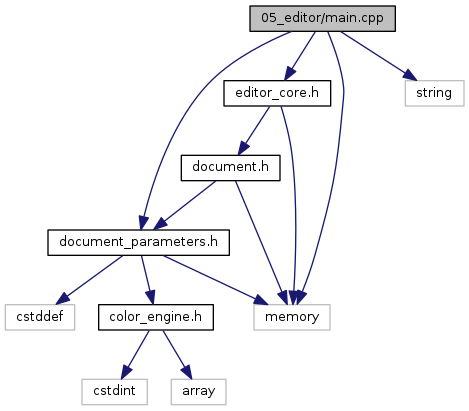 05_editor/main.cpp
editor_core.h
string
document.h
document_parameters.h
cstddef
color_engine.h
memory
cstdint
array